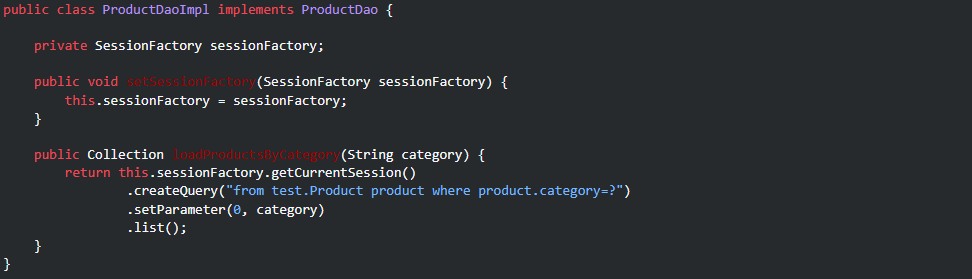 public class ProductDaoImpl implements ProductDao {
private SessionFactory sessionFactory;
public void setSessionFactory(SessionFactory sessionFactory) {
this.sessionFactory = sessionFactory;
}
public Collection loadProductsByCategory(String category) {
return this.sessionFactory.getCurrentSession()
.createQuery("from test.Product product where product.category=?")
.setParameter(0, category)
.list();
}
}